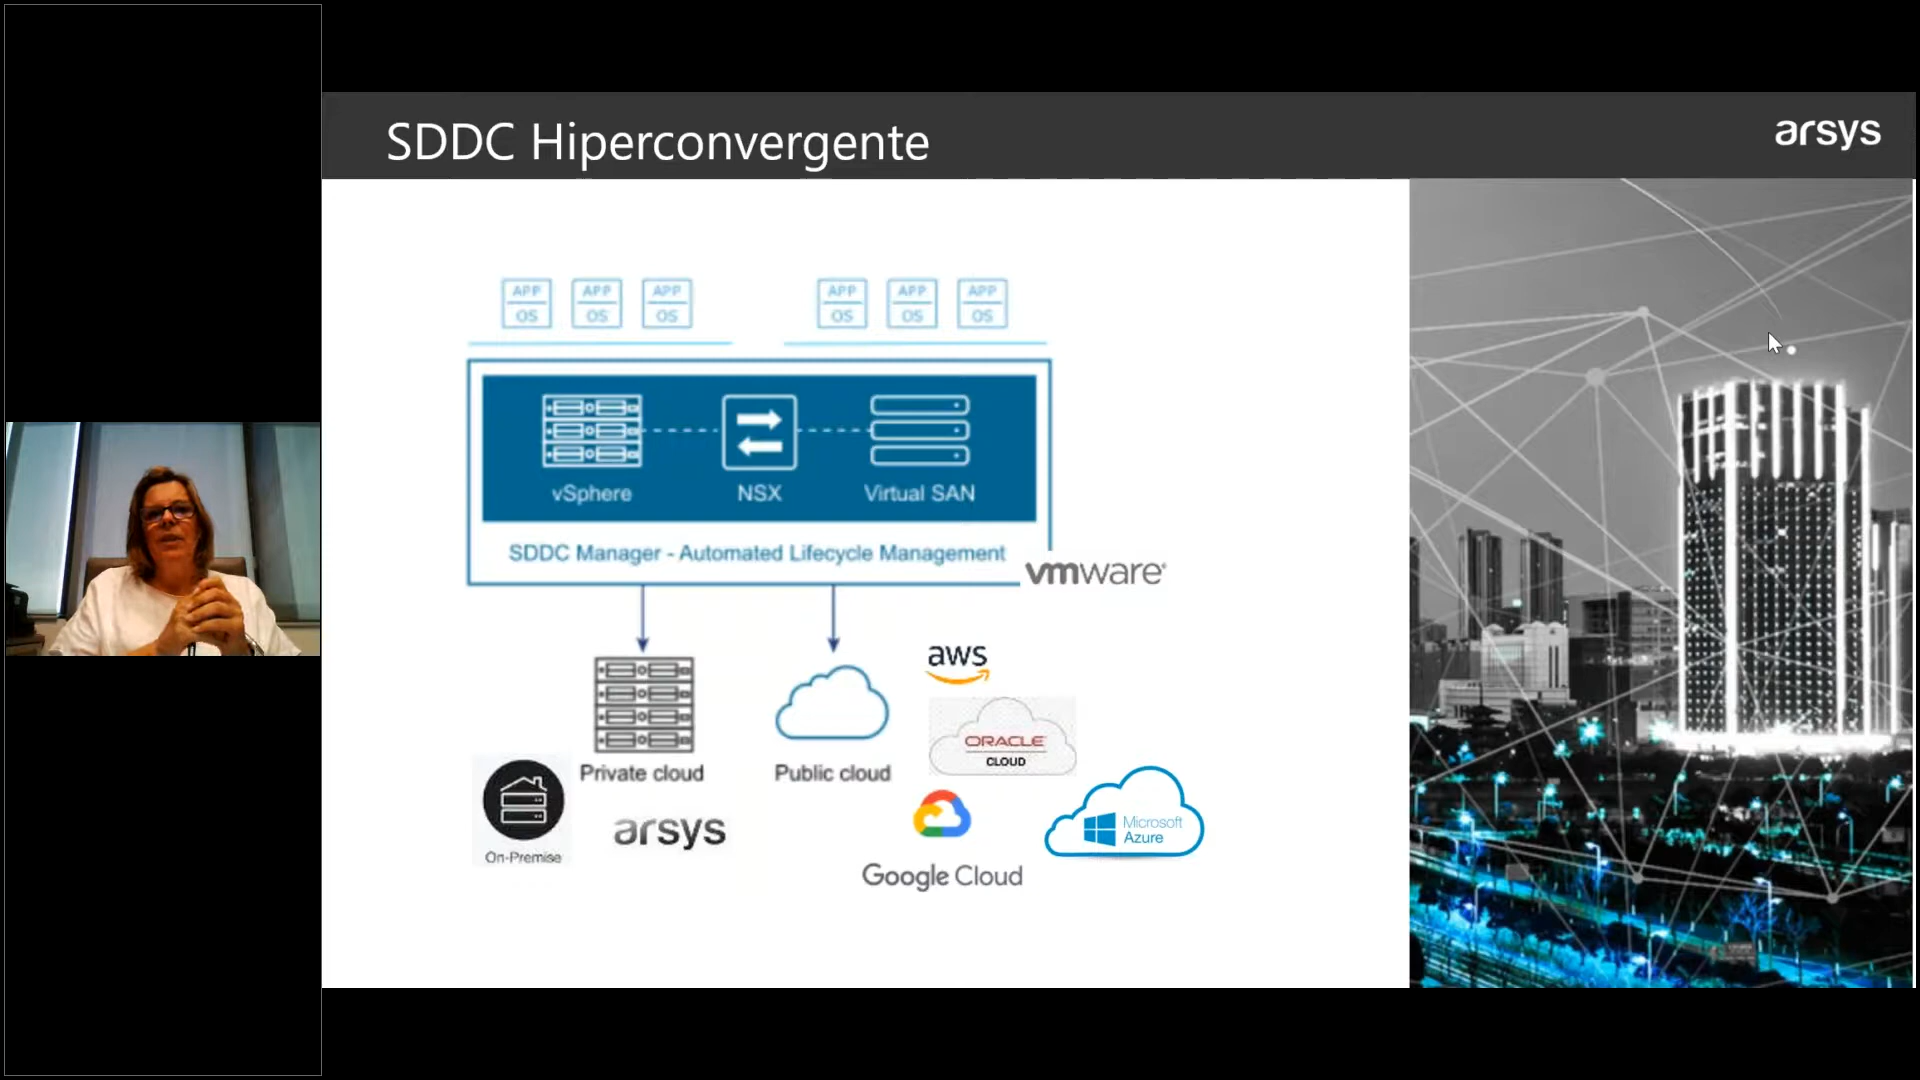 SDDC Hiperconvergente
arsys
APP APP APP APP APP APP
OS OS OS OS OS OS
vSphere NSX Virtual SAN
SDDC Manager - Automated Lifecycle Management
vmware®
aws
ORACLE
CLOUD
Private cloud
Public cloud
Microsoft
Azure
arsys
On-Premise
Google Cloud